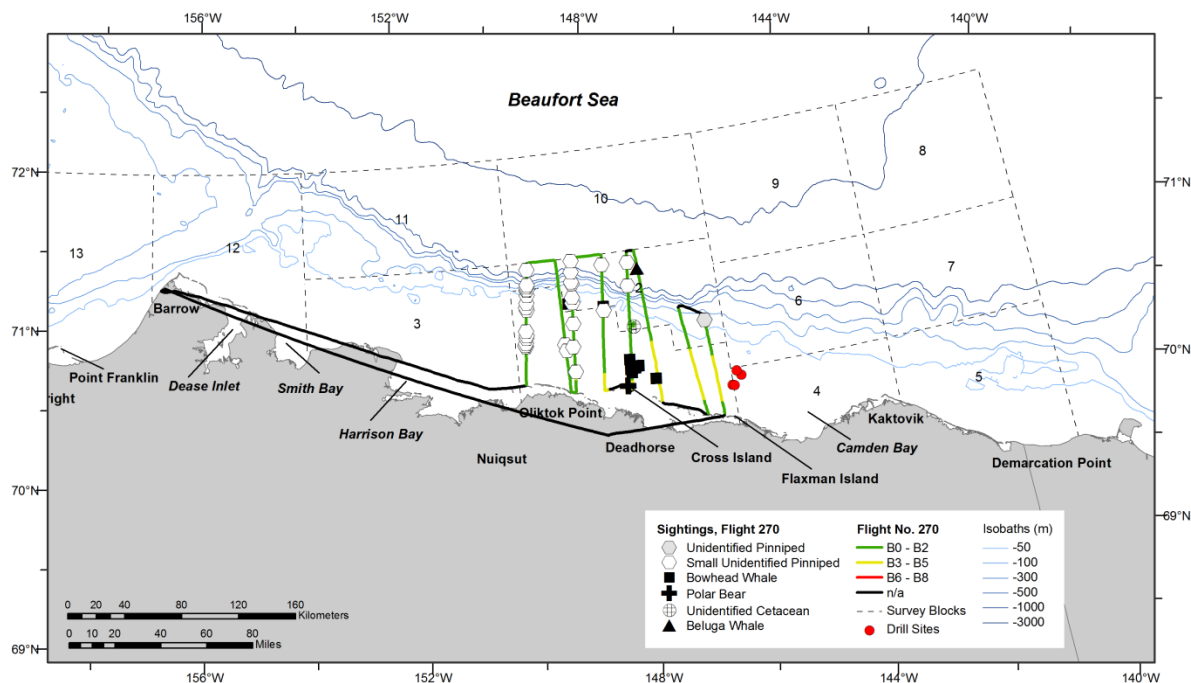 156°W
152°W
148°W
144°W
140°W
Beaufort Sea
8
72°N
71°N
9
10
11
12
13
7
2
6
3
71°N
70°N
Barrow
Point Franklin
Dease Inlet
right
Smith Bay
4
5
Oliktok Point
Kaktovik
Harrison Bay
Deadhorse
Camden Bay
Nuiqsut
Cross Island
Demarcation Point
Flaxman Island
70°N
69°N
Sightings, Flight 270
Unidentified Pinniped
Small Unidentified Pinniped
Bowhead Whale
Polar Bear
Unidentified Cetacean
Beluga Whale
Flight No. 270
B0 - B2
B3 - B5
B6 - B8
n/a
Survey Blocks
Drill Sites
Isobaths (m)
-50
-100
-300
-500
-1000
-3000
0 20 40 80 120 160
Kilometers
0 10 20 40 60 80
Miles
69°N
156°W
152°W
148°W
144°W
140°W